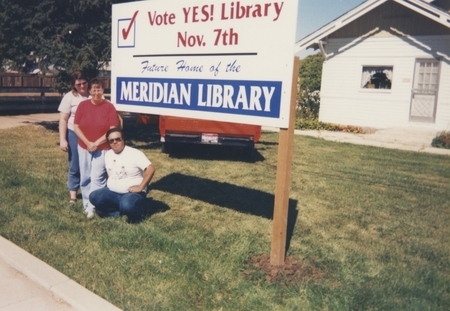 Vote YES! Library
Nov. 7th
Future Home of the
MERIDIAN LIBRARY